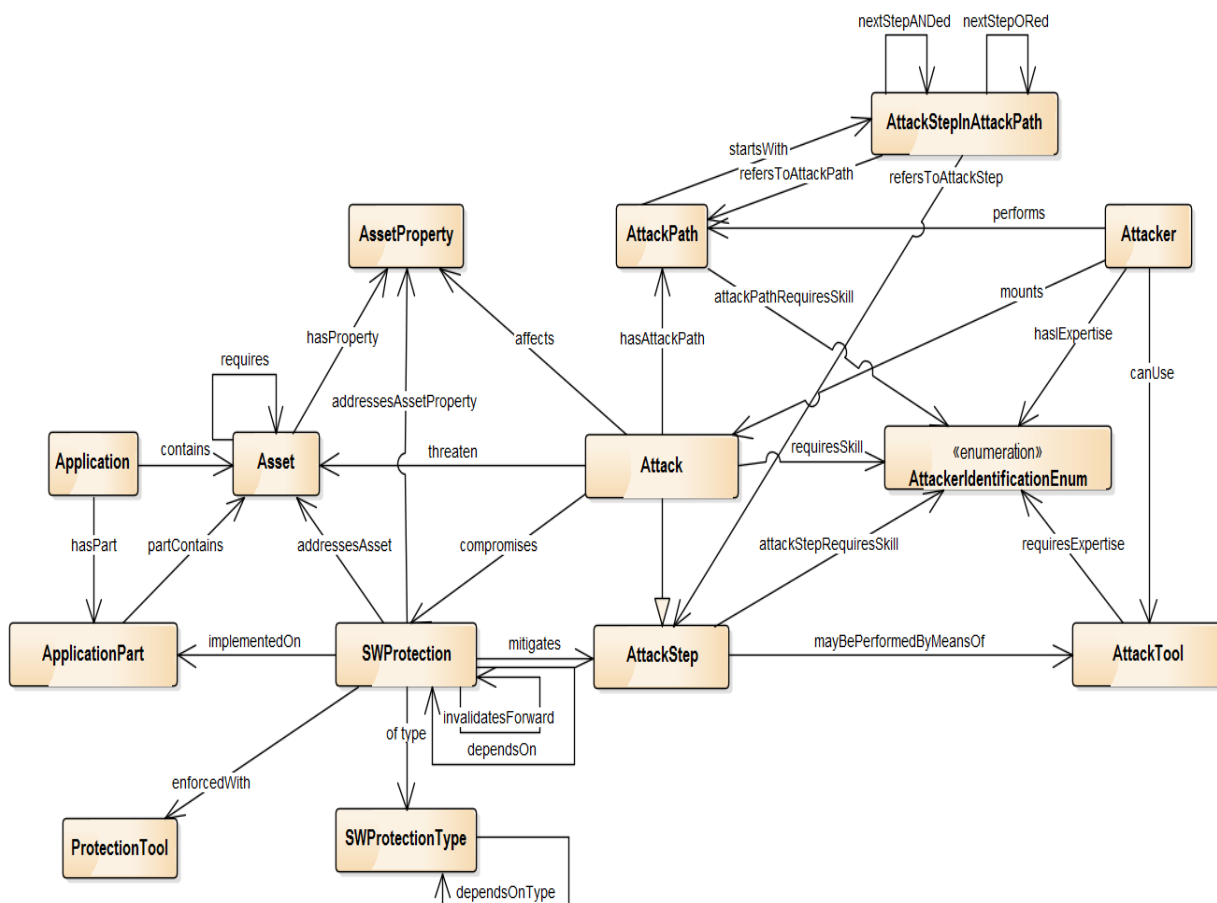 nextStepANDed
nextStepORed
AttackStepInAttackPath
startsWith
refersToAttackPath
refersToAttackStep
performs
AssetProperty
AttackPath
Attacker
attackPathRequiresSkill
mounts
hasProperty
affects
hasAttackPath
haslExpertise
requires
canUse
addressesAssetProperty
Application
contains
Asset
threaten
Attack
requiresSkill
«enumeration»
AttackerIdentificationEnum
hasPart
partContains
addressesAsset
compromises
attackStepRequiresSkill
requiresExpertise
ApplicationPart
implementedOn
SWProtection
mitigates
AttackStep
mayBePerformedByMeansOf
AttackTool
invalidatesForward
of type
dependsOn
enforcedWith
ProtectionTool
SWProtectionType
dependsOnType